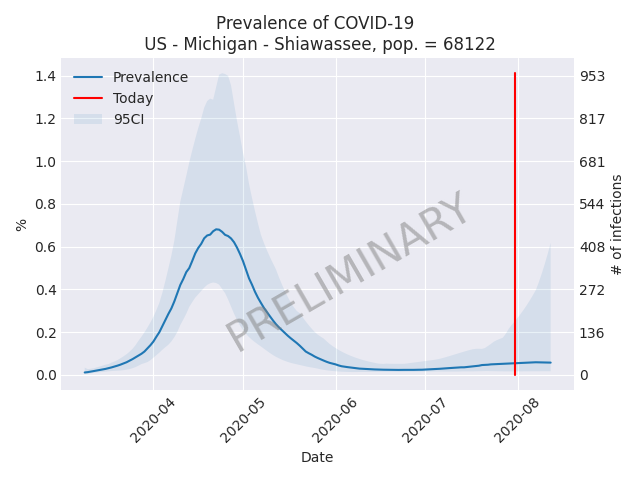 Prevalence of COVID-19
US - Michigan - Shiawassee, pop. = 68122
Prevalence
Today
95CI
1.4
1.2
1.0
0.8
0.6
0.4
0.2
0.0
%
953
817
681
544
408
272
136
0
# of infections
PRELIMINARY
2020-04
2020-05
2020-06
2020-07
2020-08
Date